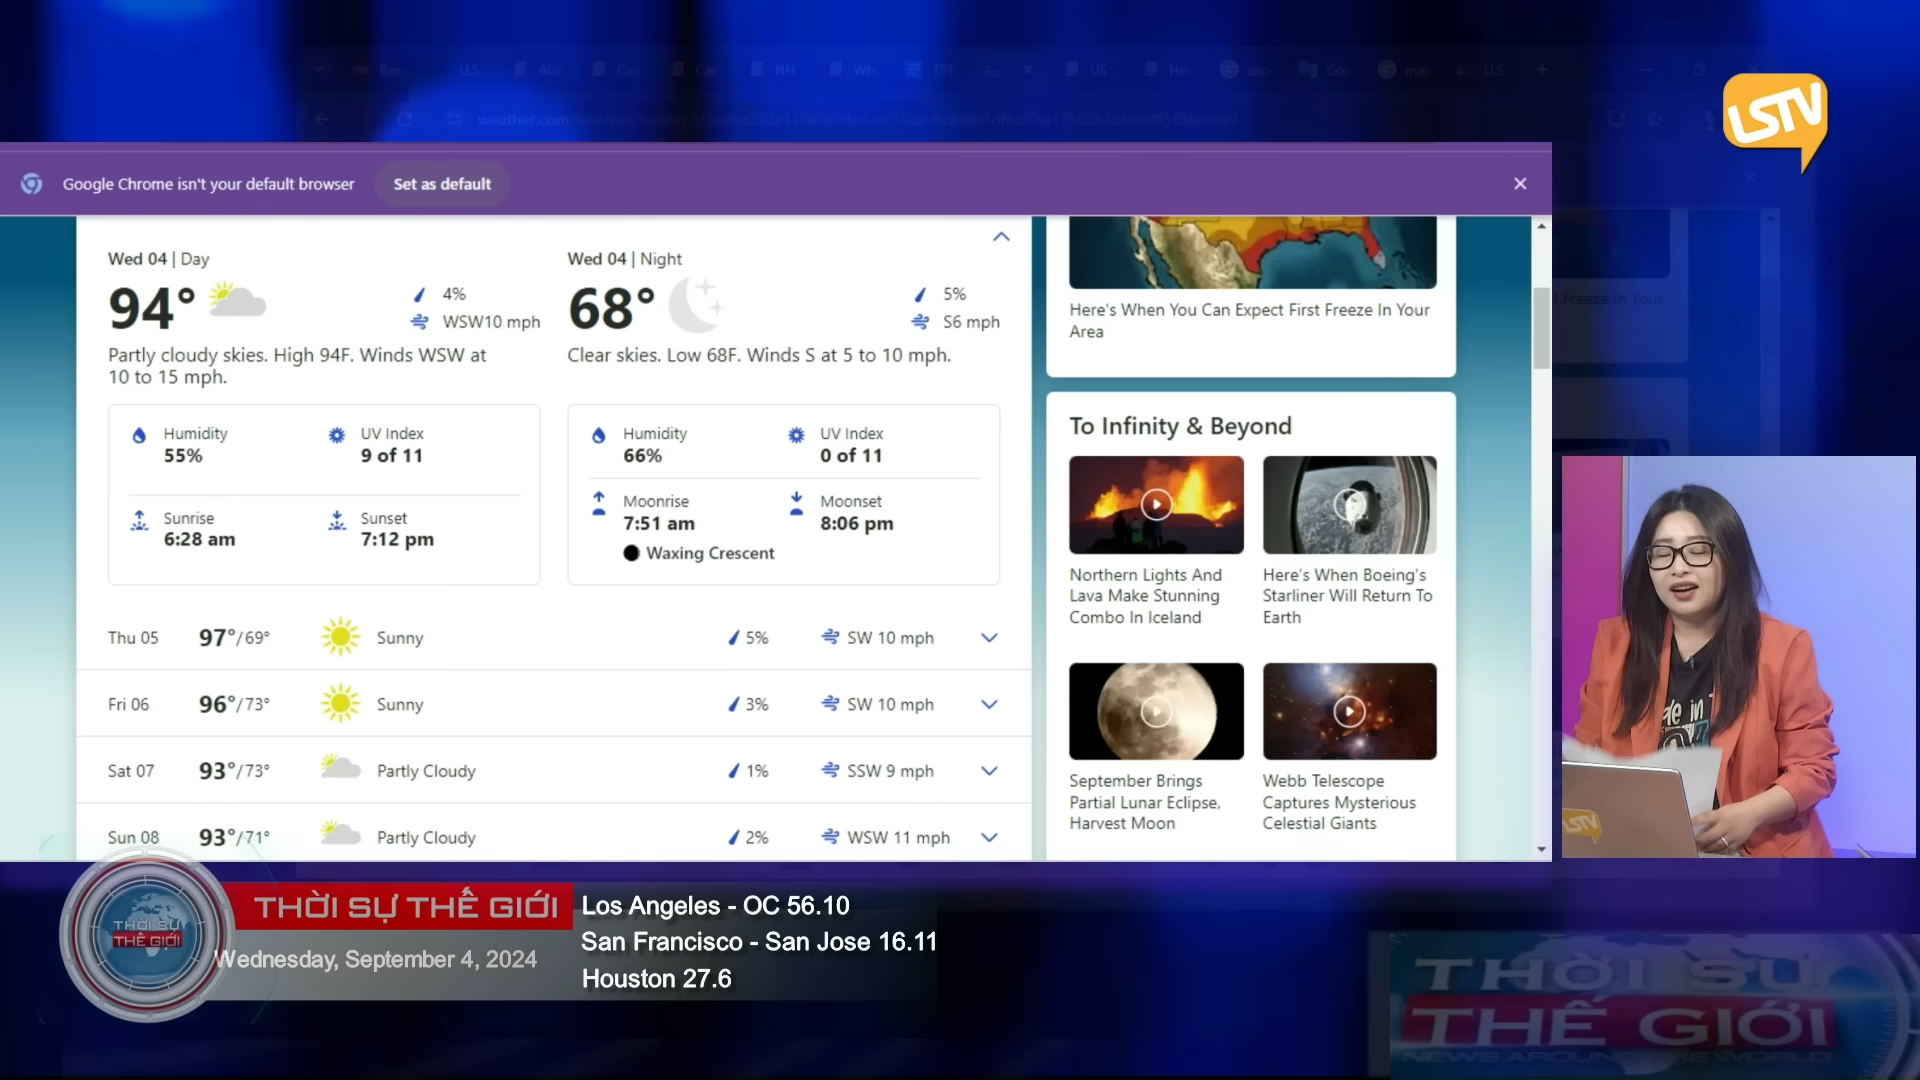 LSTV
Google Chrome isn't your default browser
Set as default
Wed 04 | Day
94°
4%
WSW10 mph
Partly cloudy skies. High 94F. Winds WSW at
10 to 15 mph.
Humidity
55%
UV Index
9 of 11
Sunrise
6:28 am
Sunset
7:12 pm
Wed 04 | Night
68°
5%
S6 mph
Clear skies. Low 68F. Winds S at 5 to 10 mph.
Humidity
66%
UV Index
0 of 11
Moonrise
7:51 am
Moonset
8:06 pm
Waxing Crescent
Thu 05 97°/69° Sunny 5% SW 10 mph
Fri 06 96°/73° Sunny 3% SW 10 mph
Sat 07 93°/73° Partly Cloudy 1% SSW 9 mph
Sun 08 93°/71° Partly Cloudy 2% WSW 11 mph
Here's When You Can Expect First Freeze In Your
Area
To Infinity & Beyond
Northern Lights And
Lava Make Stunning
Combo In Iceland
Here's When Boeing's
Starliner Will Return To
Earth
September Brings
Partial Lunar Eclipse,
Harvest Moon
Webb Telescope
Captures Mysterious
Celestial Giants
LSTV
THỜI SỰ
THẾ GIỚI
THỜI SỰ THẾ GIỚI
Wednesday, September 4, 2024
Los Angeles - OC 56.10
San Francisco - San Jose 16.11
Houston 27.6
THỜI SỰ
THẾ GIỚI
NEWS AROUND THE WORLD